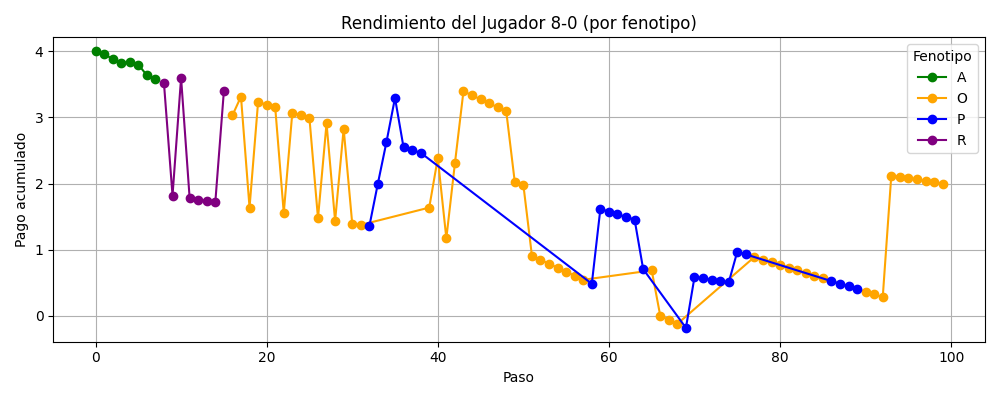 Rendimiento del Jugador 8-0 (por fenotipo)
Pago acumulado
4
3
2
1
0
Fenotipo
A
O
P
R
0 20 40 60 80 100
Paso